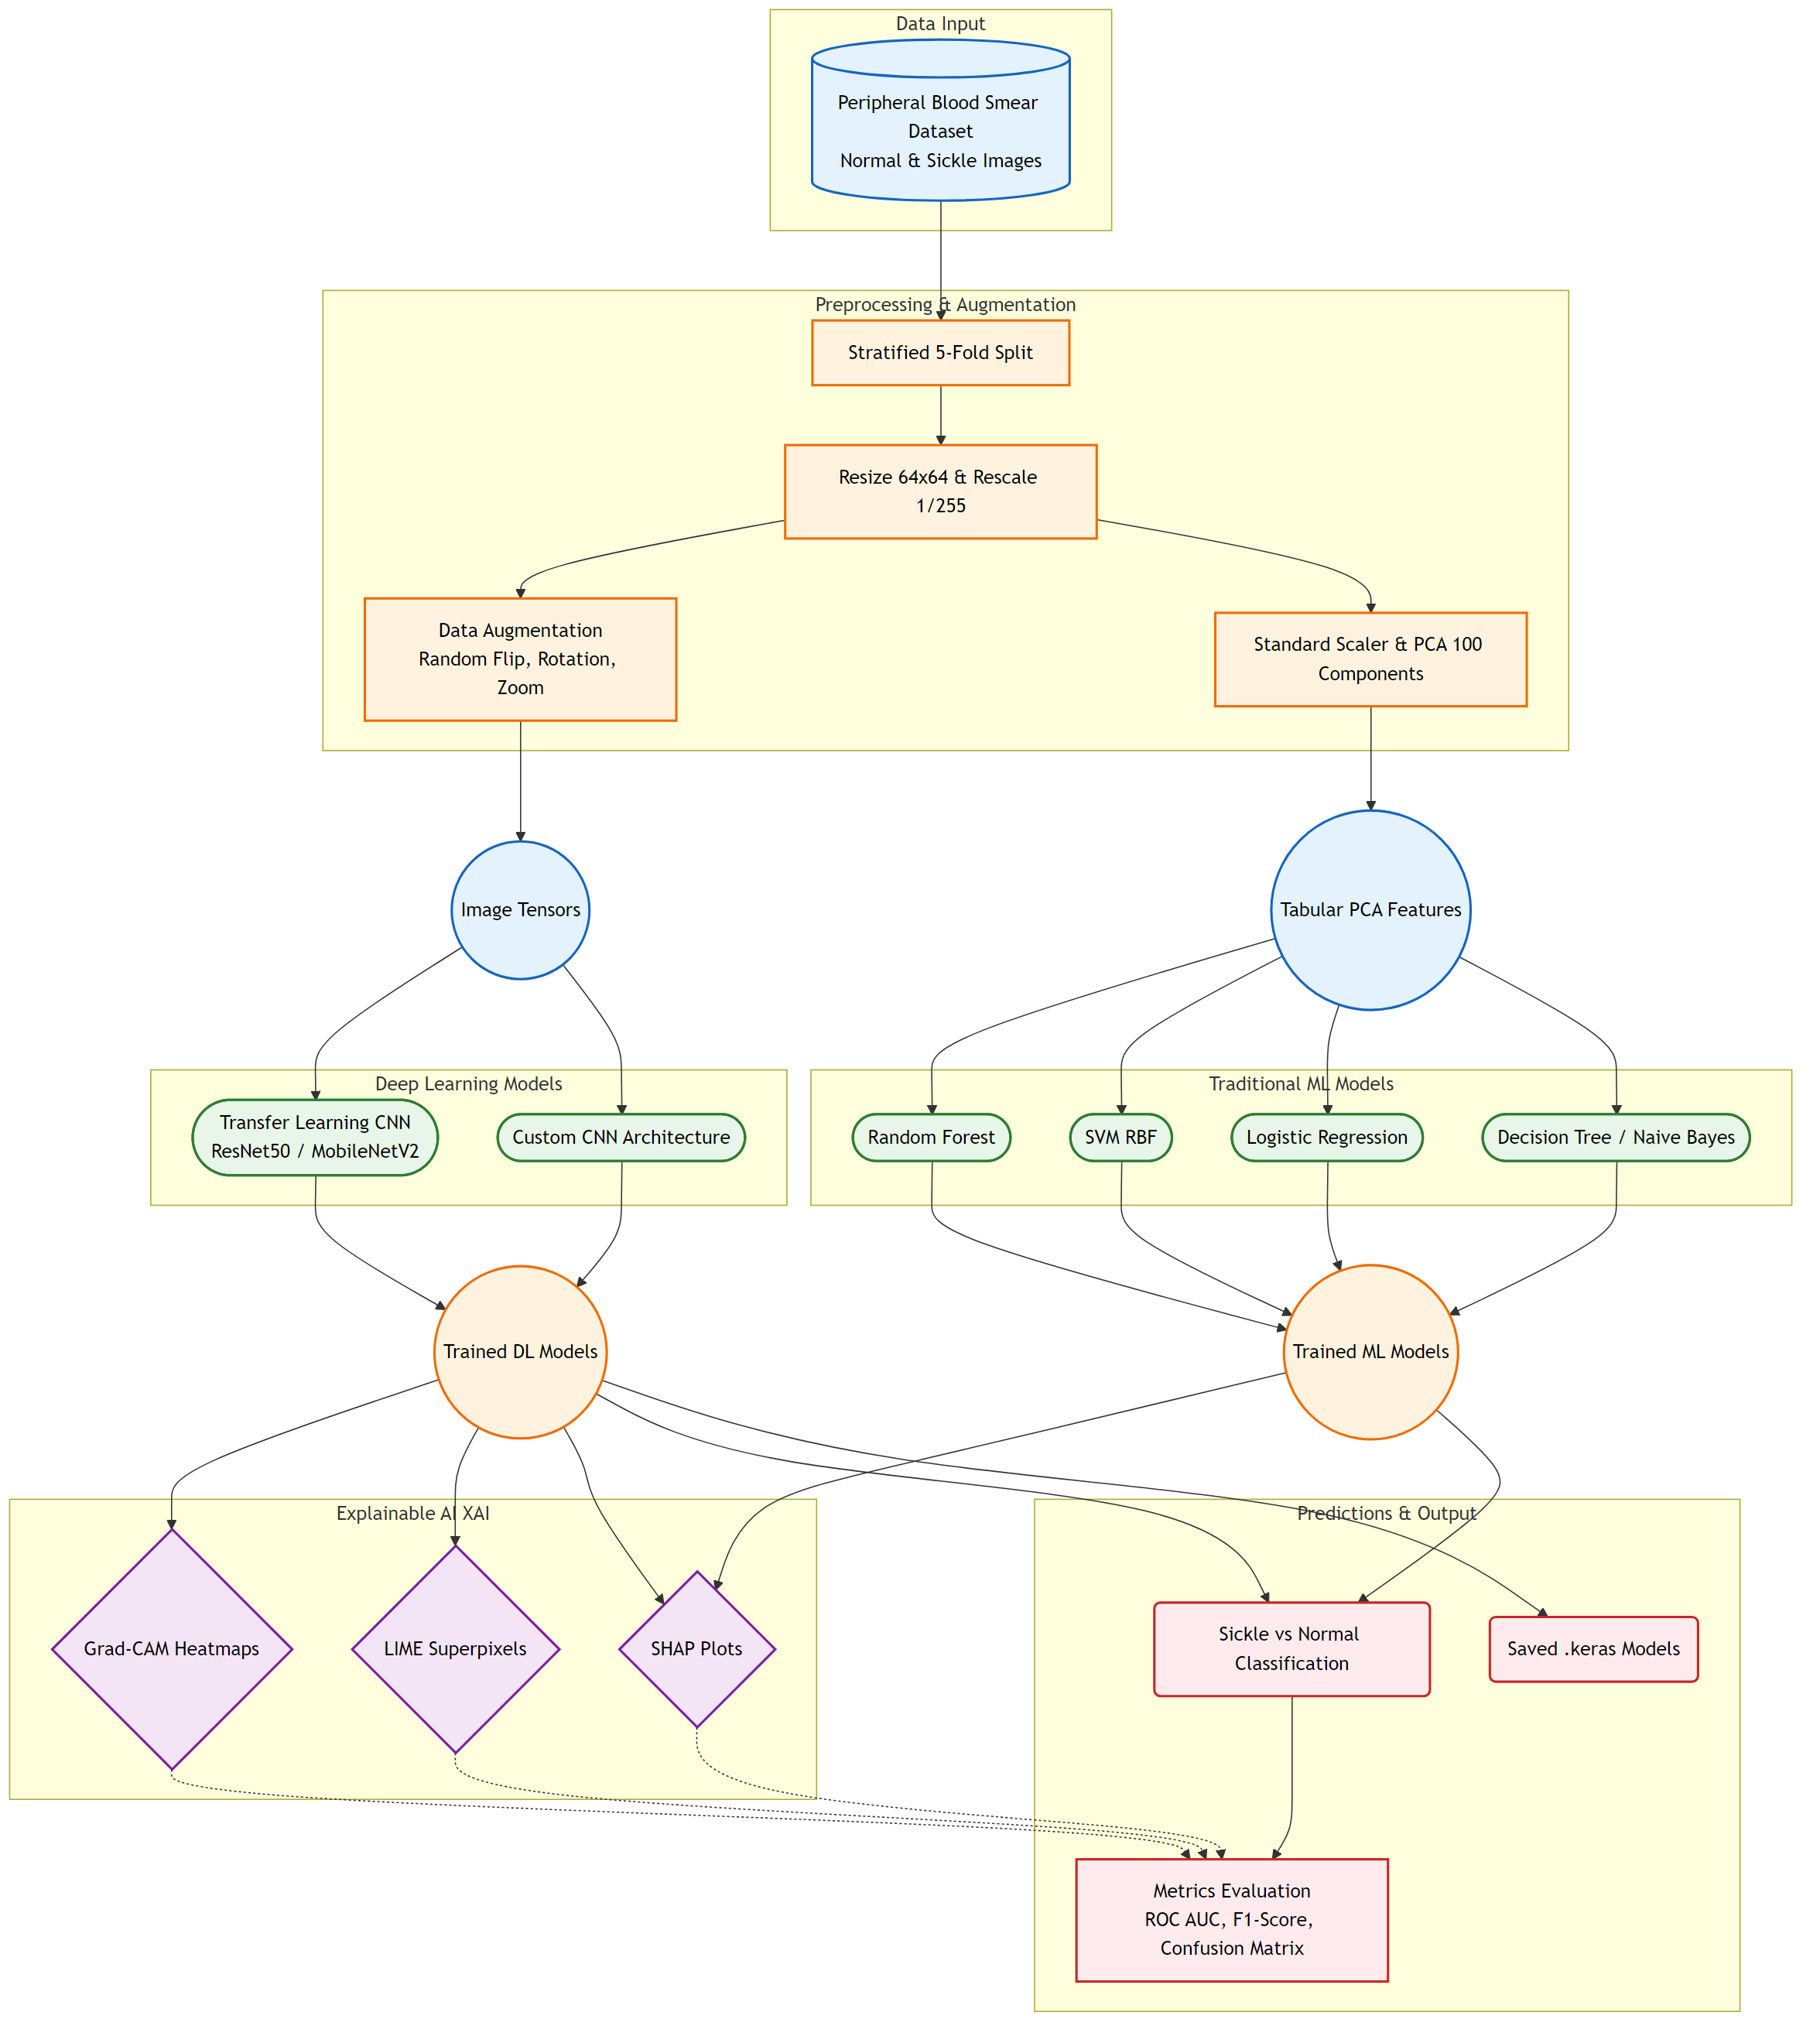 Data Input
Peripheral Blood Smear
Dataset
Normal & Sickle Images
Preprocessing & Augmentation
Stratified 5-Fold Split
Resize 64x64 & Rescale
1/255
Data Augmentation
Random Flip, Rotation,
Zoom
Standard Scaler & PCA 100
Components
Image Tensors
Tabular PCA Features
Deep Learning Models
Transfer Learning CNN
ResNet50 / MobileNetV2
Custom CNN Architecture
Traditional ML Models
Random Forest
SVM RBF
Logistic Regression
Decision Tree / Naive Bayes
Trained DL Models
Trained ML Models
Explainable AI XAI
Grad-CAM Heatmaps
LIME Superpixels
SHAP Plots
Predictions & Output
Sickle vs Normal
Classification
Saved .keras Models
Metrics Evaluation
ROC AUC, F1-Score,
Confusion Matrix